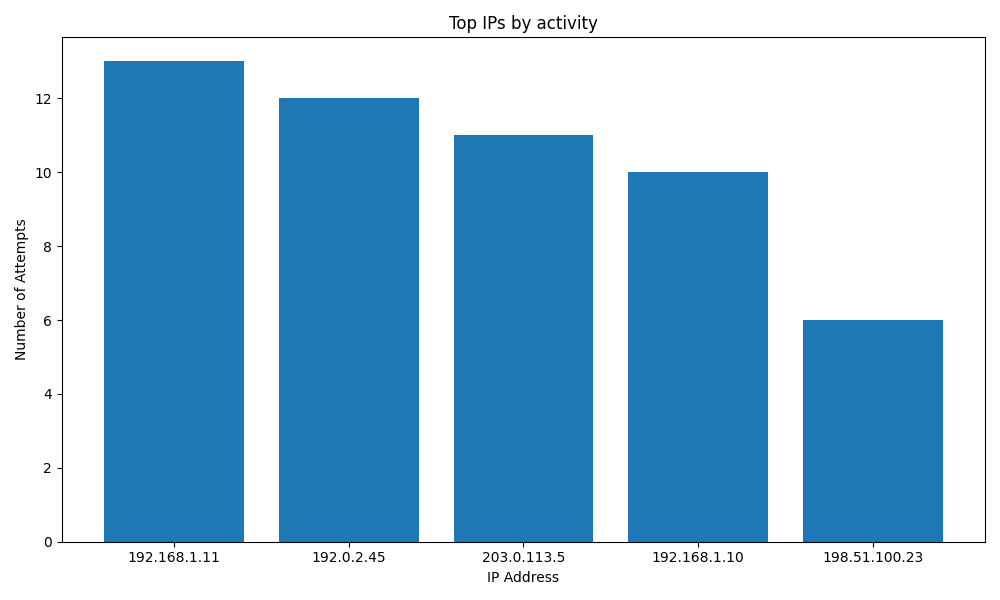 Top IPs by activity
Number of Attempts
12
10
8
6
4
2
0
192.168.1.11 192.0.2.45 203.0.113.5 192.168.1.10 198.51.100.23
IP Address